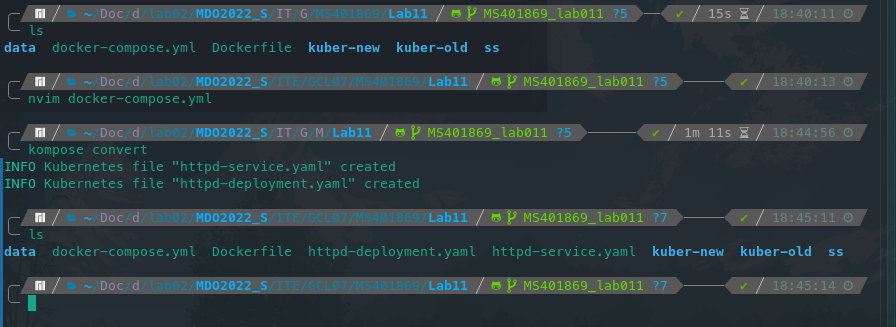 ~/Doc/d/lab02/MDO2022_S/IT/G/MS401869/Lab11 MS401869_lab011 ?5 ✔ 15s 18:40:11
ls
data docker-compose.yml Dockerfile kuber-new kuber-old ss
~/Doc/d/lab02/MDO2022_S/ITE/GCL07/MS401869/Lab11 MS401869_lab011 ?5 ✔ 18:40:13
nvim docker-compose.yml
~/Doc/d/lab02/MDO2022_S/IT/G/M/Lab11 MS401869_lab011 ?5 ✔ 1m 11s 18:44:56
kompose convert
INFO Kubernetes file "httpd-service.yaml" created
INFO Kubernetes file "httpd-deployment.yaml" created
~/Doc/d/lab02/MDO2022_S/ITE/GCL07/MS401869/Lab11 MS401869_lab011 ?7 ✔ 18:45:11
ls
data docker-compose.yml Dockerfile httpd-deployment.yaml httpd-service.yaml kuber-new kuber-old ss
~/Doc/d/lab02/MDO2022_S/ITE/GCL07/MS401869/Lab11 MS401869_lab011 ?7 ✔ 18:45:14